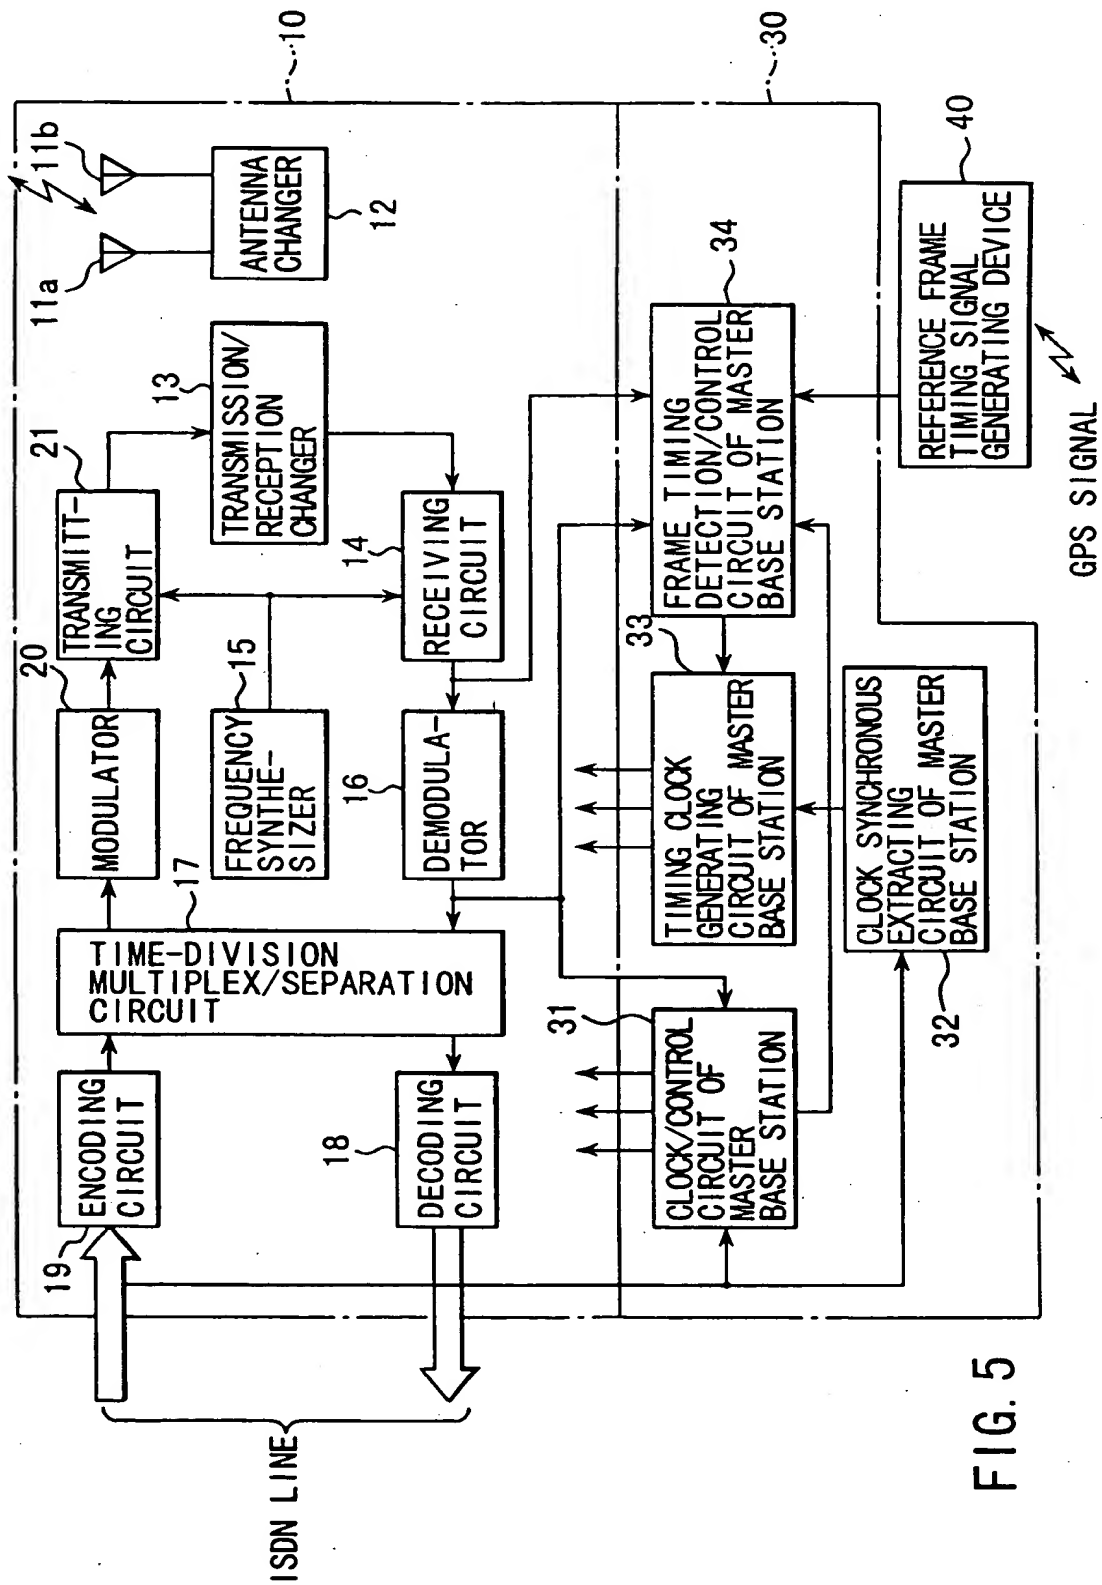 10
11b
11a
ANTENNA
CHANGER
12
13
TRANSMISSION/
RECEPTION
CHANGER
21
TRANSMITT-
ING
CIRCUIT
14
RECEIVING
CIRCUIT
20
MODULATOR
15
FREQUENCY
SYNTHE-
SIZER
16
DEMODULA-
TOR
17
TIME-DIVISION
MULTIPLEX/SEPARATION
CIRCUIT
19
ENCODING
CIRCUIT
18
DECODING
CIRCUIT
ISDN LINE
30
31
CLOCK/CONTROL
CIRCUIT OF
MASTER
BASE STATION
33
TIMING CLOCK
GENERATING
CIRCUIT OF MASTER
BASE STATION
34
FRAME TIMING
DETECTION/CONTROL
CIRCUIT OF MASTER
BASE STATION
32
CLOCK SYNCHRONOUS
EXTRACTING
CIRCUIT OF MASTER
BASE STATION
40
REFERENCE FRAME
TIMING SIGNAL
GENERATING DEVICE
GPS SIGNAL
FIG. 5